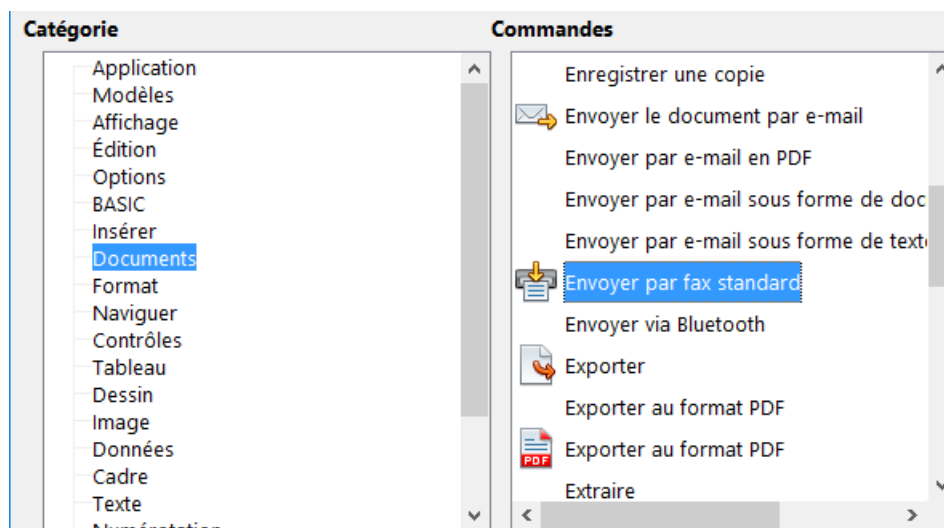 Catégorie
Application
Modèles
Affichage
Édition
Options
BASIC
Insérer
Documents
Format
Naviguer
Contrôles
Tableau
Dessin
Image
Données
Cadre
Texte
Commandes
Enregistrer une copie
Envoyer le document par e-mail
Envoyer par e-mail en PDF
Envoyer par e-mail sous forme de doc
Envoyer par e-mail sous forme de text
Envoyer par fax standard
Envoyer via Bluetooth
Exporter
Exporter au format PDF
PDF Exporter au format PDF
Extraire